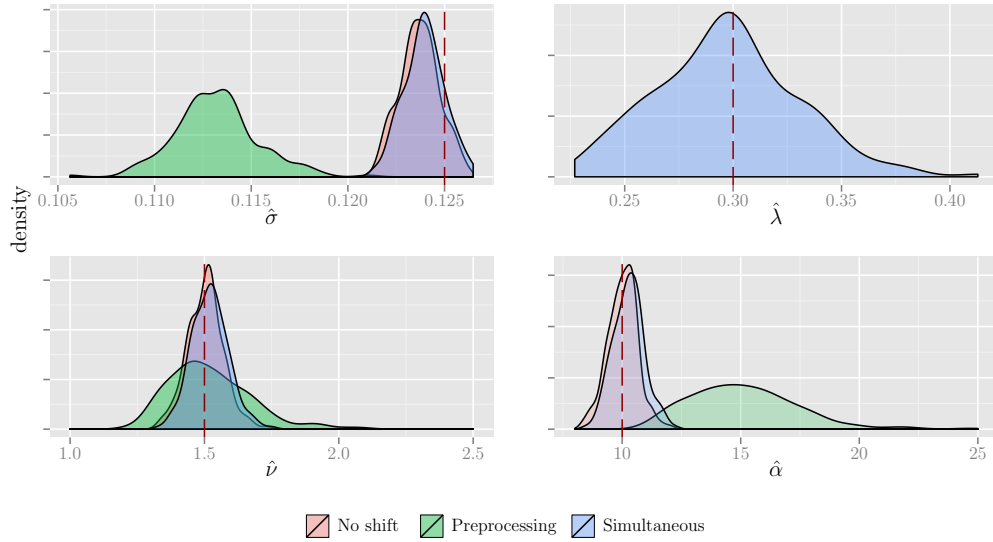 density
0.105 0.110 0.115 0.120 0.125
σ̂
0.25 0.30 0.35 0.40
λ̂
1.0 1.5 2.0 2.5
ν̂
10 15 20 25
α̂
No shift Preprocessing Simultaneous